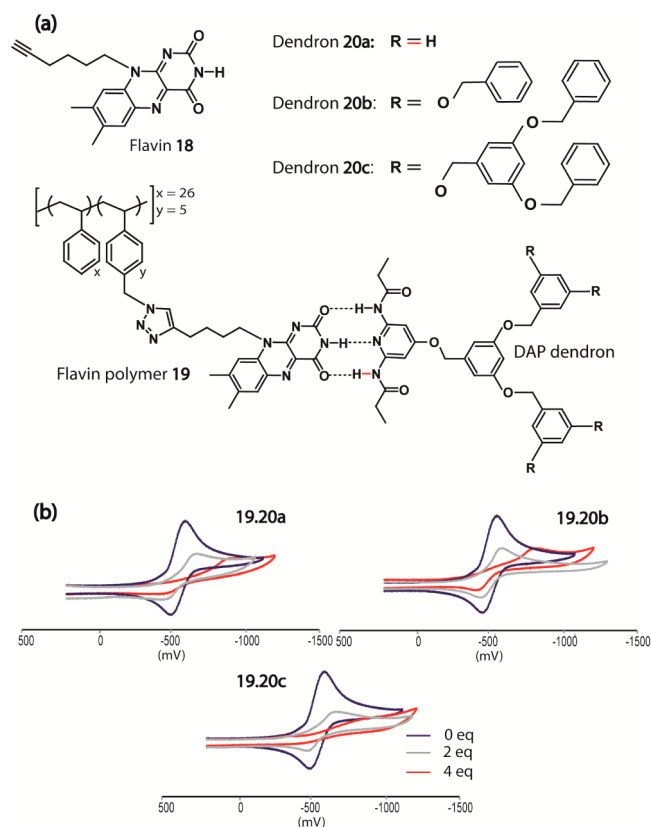 (a)
Dendron 20a: R = H
Dendron 20b: R =
O
Dendron 20c: R =
O
O
O
N
N
O
N-H
N
O
Flavin 18
x = 26
y = 5
x
y
N
N
N
N
N
O
N-H
N
O
H-N
O
N
H-N
O
O
O
O
R
R
R
R
DAP dendron
Flavin polymer 19
(b)
19.20a
500
0
-500
-1000
-1500
(mV)
19.20b
500
0
-500
-1000
-1500
(mV)
19.20c
0 eq
2 eq
4 eq
500
0
-500
-1000
-1500
(mV)